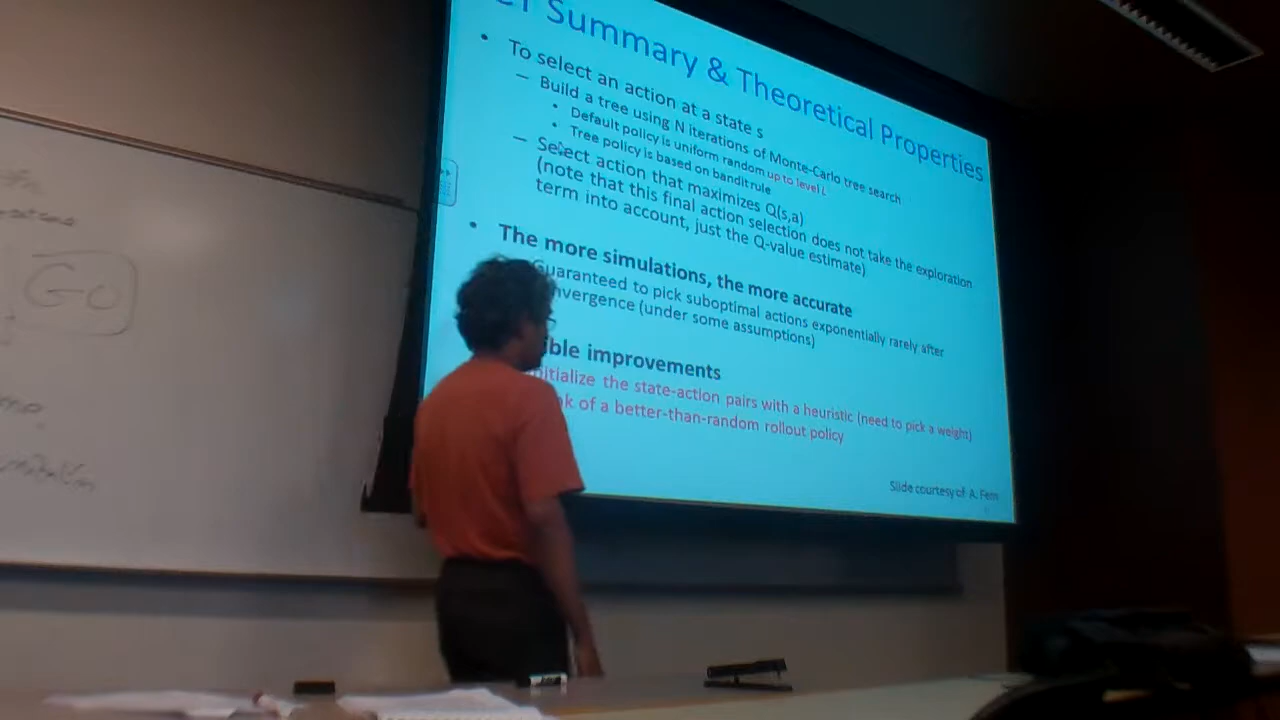 Summary & Theoretical Properties
• To select an action at a state s
– Build a tree using N iterations of Monte-Carlo tree search
• Default policy is uniform random up to level L
• Tree policy is based on bandit rule
– Select action that maximizes Q(s,a)
(note that this final action selection does not take the exploration
term into account, just the Q-value estimate)
• The more simulations, the more accurate
Guaranteed to pick suboptimal actions exponentially rarely after
(under some assumptions)
improvements
the state-action pairs with a heuristic (need to pick a weight)
of a better-than-random rollout policy
Slide courtesy of A. Fern
GO